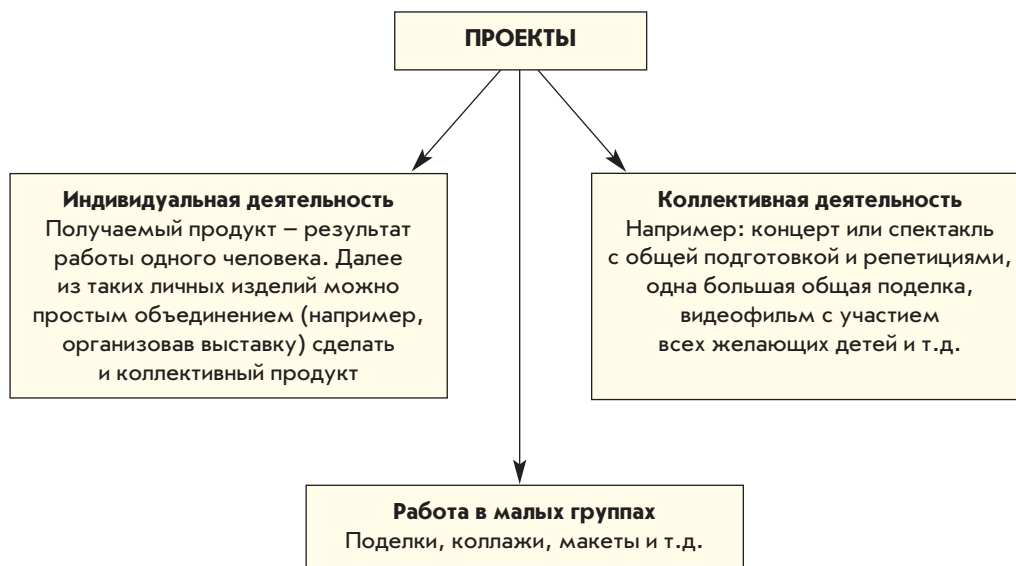 ПРОЕКТЫ
Индивидуальная деятельность
Получаемый продукт – результат
работы одного человека. Далее
из таких личных изделий можно
простым объединением (например,
организовав выставку) сделать
и коллективный продукт
Коллективная деятельность
Например: концерт или спектакль
с общей подготовкой и репетициями,
одна большая общая поделка,
видеофильм с участием
всех желающих детей и т.д.
Работа в малых группах
Поделки, коллажи, макеты и т.д.